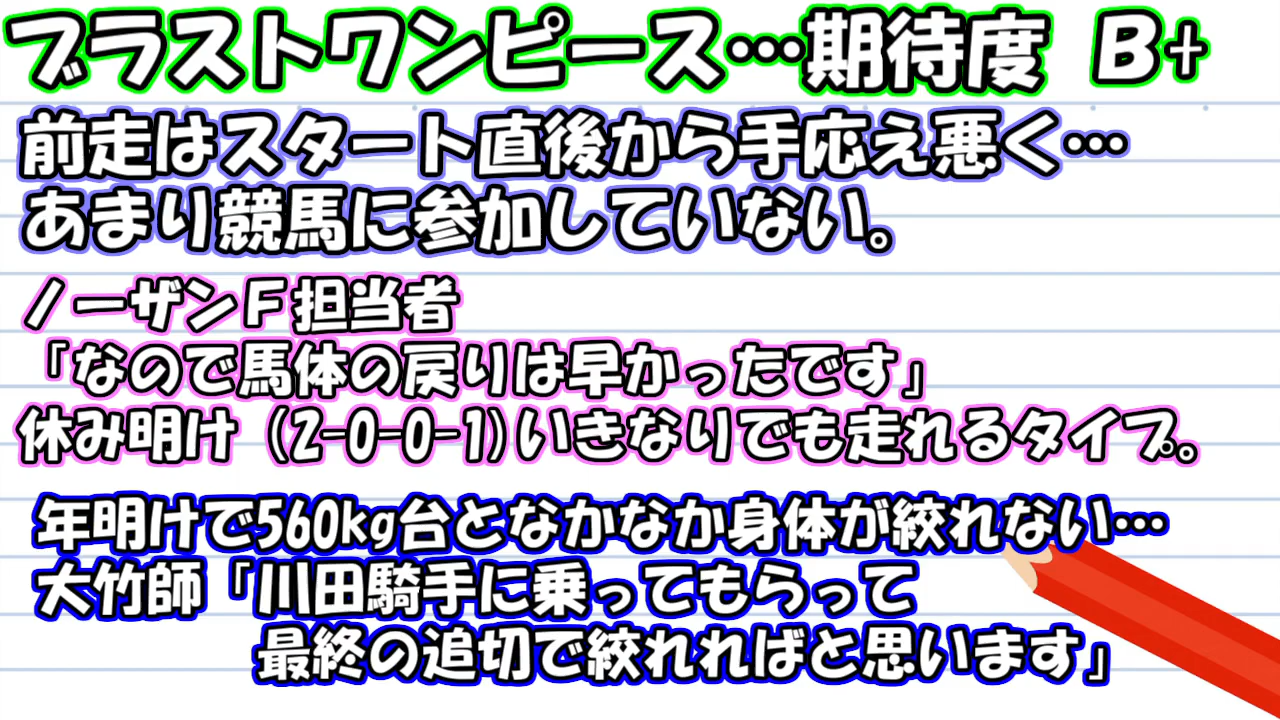 ブラストワンピース…期待度 B+
前走はスタート直後から手応え悪く…
あまり競馬に参加していない。
ノーザンF担当者
「なので馬体の戻りは早かったです」
休み明け(2-0-0-1)いきなりでも走れるタイプ。
年明けで560kg台となかなか身体が絞れない…
大竹師「川田騎手に乗ってもらって
最終の追切で絞れればと思います」